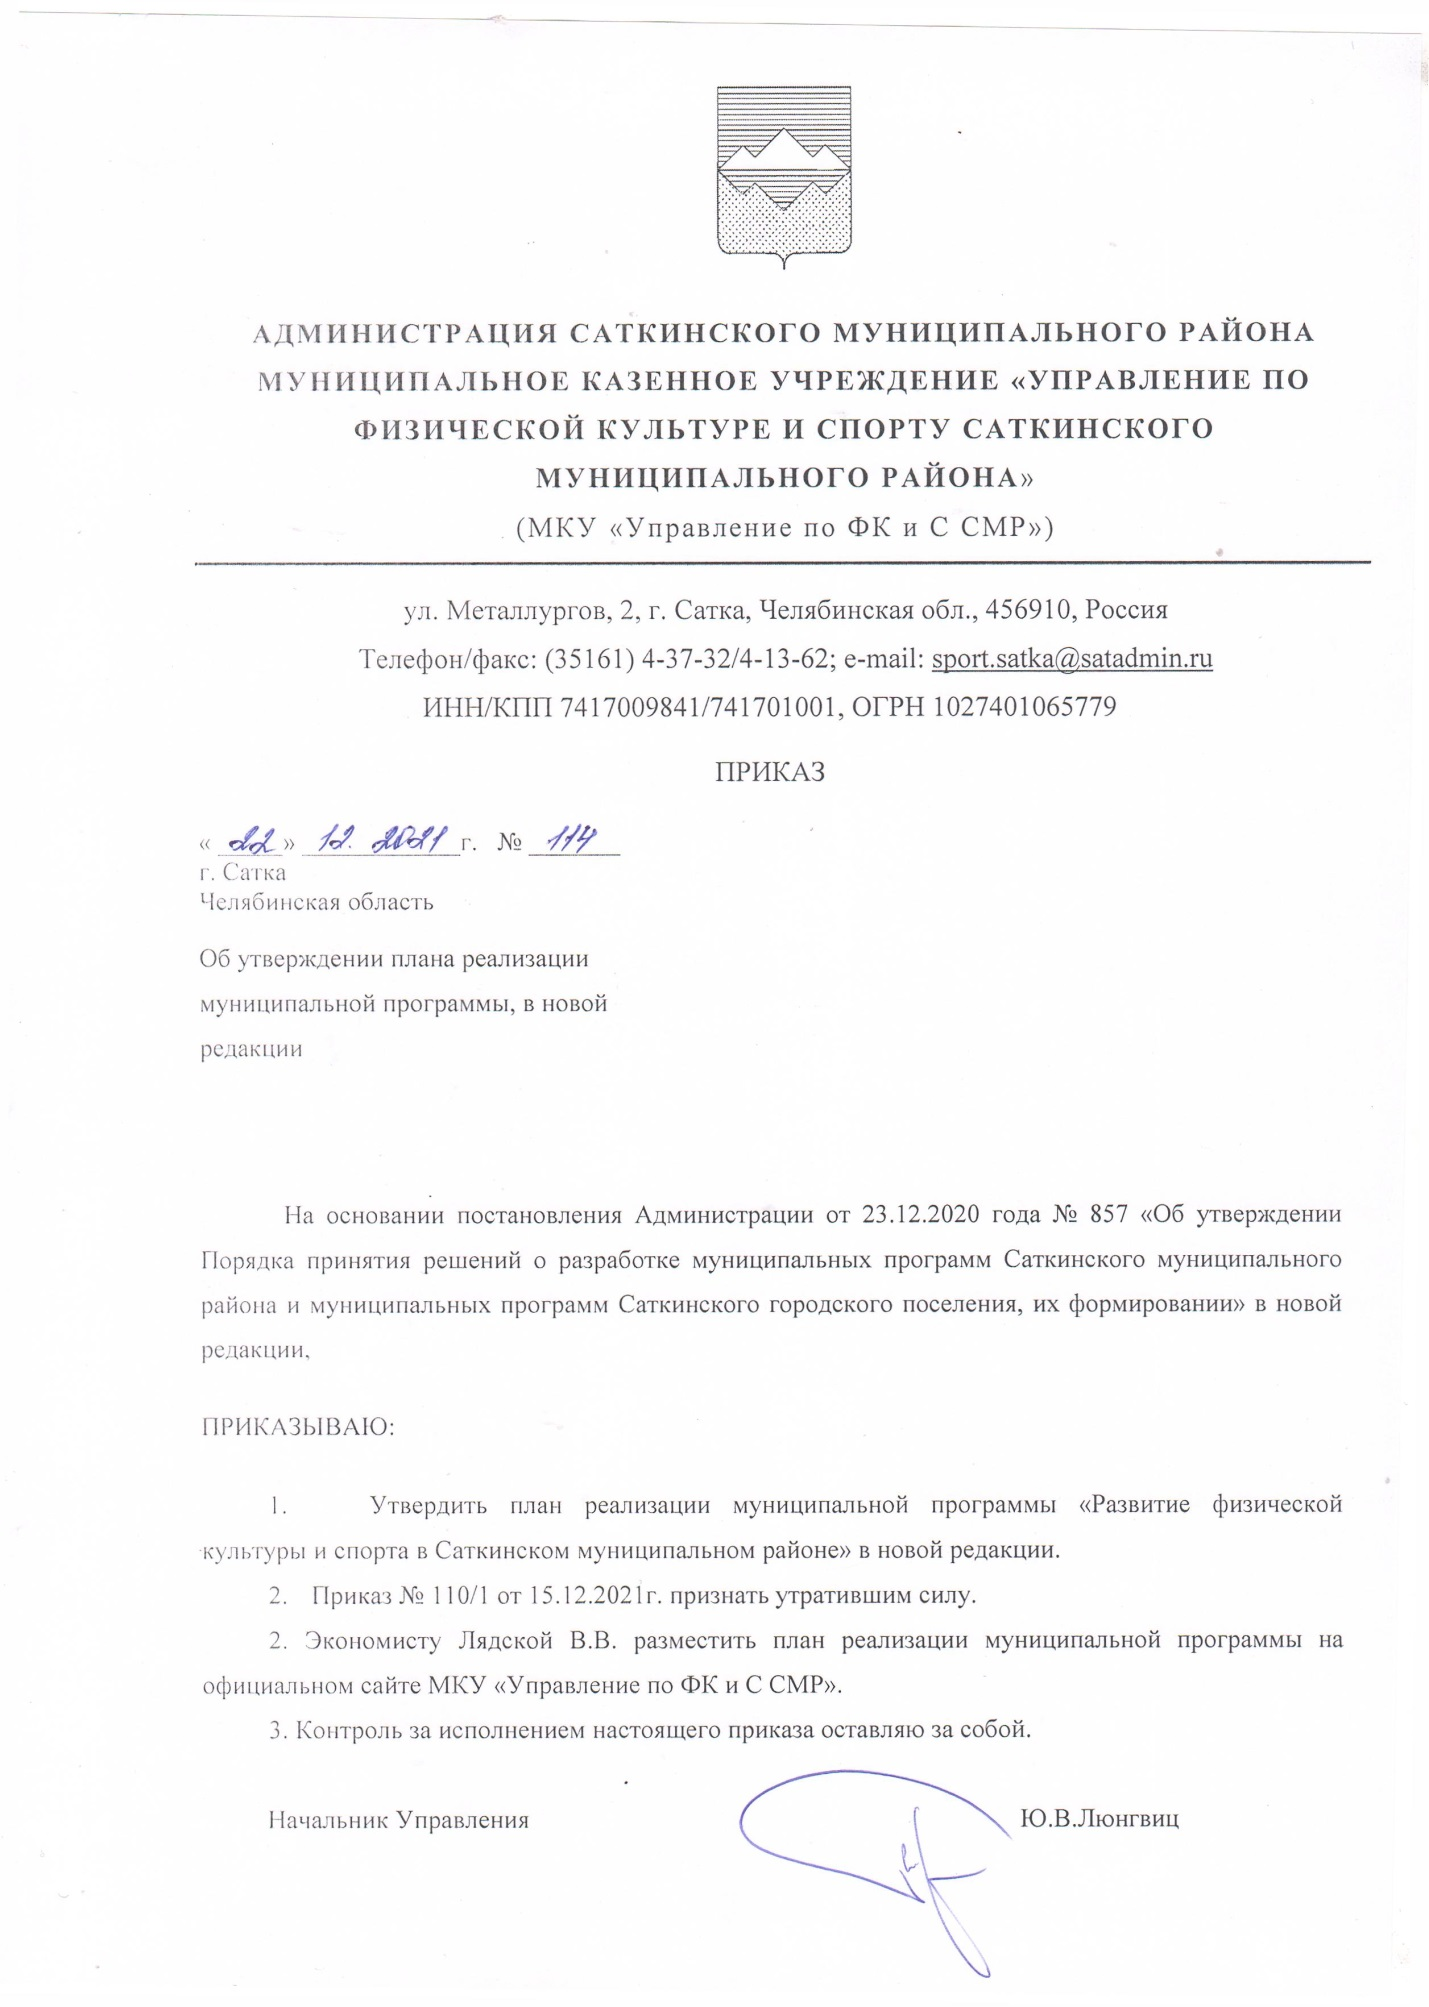 АДМИНИСТРАЦИЯ САТКИНСКОГО МУНИЦИПАЛЬНОГО РАЙОНА
МУНИЦИПАЛЬНОЕ КАЗЕННОЕ УЧРЕЖДЕНИЕ «УПРАВЛЕНИЕ ПО
ФИЗИЧЕСКОЙ КУЛЬТУРЕ И СПОРТУ САТКИНСКОГО
МУНИЦИПАЛЬНОГО РАЙОНА»
(МКУ «Управление по ФК и С СМР»)
ул. Металлургов, 2, г. Сатка, Челябинская обл., 456910, Россия
Телефон/факс: (35161) 4-37-32/4-13-62; e-mail: sport.satka@satadmin.ru
ИНН/КПП 7417009841/741701001, ОГРН 1027401065779
ПРИКАЗ
« 22 » 12. 2021 г. № 114
г. Сатка
Челябинская область
Об утверждении плана реализации
муниципальной программы, в новой
редакции
На основании постановления Администрации от 23.12.2020 года № 857 «Об утверждении
Порядка принятия решений о разработке муниципальных программ Саткинского муниципального
района и муниципальных программ Саткинского городского поселения, их формировании» в новой
редакции,
ПРИКАЗЫВАЮ:
1. Утвердить план реализации муниципальной программы «Развитие физической
культуры и спорта в Саткинском муниципальном районе» в новой редакции.
2. Приказ № 110/1 от 15.12.2021г. признать утратившим силу.
2. Экономисту Лядской В.В. разместить план реализации муниципальной программы на
официальном сайте МКУ «Управление по ФК и С СМР».
3. Контроль за исполнением настоящего приказа оставляю за собой.
Начальник Управления Ю.В.Люнгвиц